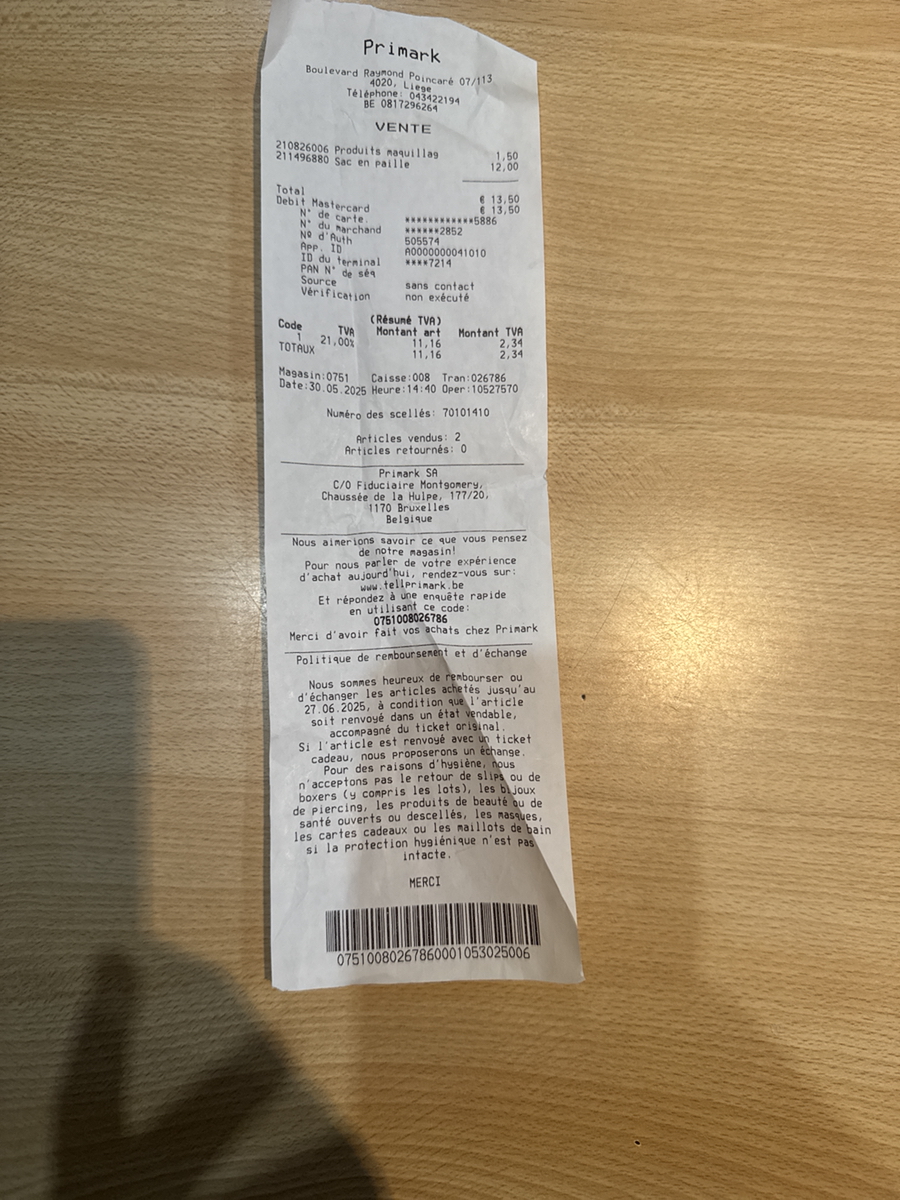 Primark
Boulevard Raymond Poincaré 07/113
4020, Liege
Téléphone: 043422194
BE 0817296264
VENTE
210826006 Produits maquillag 1,50
211496880 Sac en paille 12,00
Total € 13,50
Debit Mastercard € 13,50
N° de carte. ************5886
N° du marchand ******2852
Nº d'Auth 505574
App. ID A0000000041010
ID du terminal ****7214
PAN N° de séq
Source sans contact
Vérification non exécuté
(Résumé TVA)
Code TVA Montant art Montant TVA
1 21,00% 11,16 2,34
TOTAUX 11,16 2,34
Magasin:0751 Caisse:008 Tran:026786
Date:30.05.2025 Heure:14:40 Oper:10527570
Numéro des scellés: 70101410
Articles vendus: 2
Articles retournés: 0
Primark SA
C/O Fiduciaire Montgomery,
Chaussée de la Hulpe, 177/20,
1170 Bruxelles
Belgique
Nous aimerions savoir ce que vous pensez
de notre magasin!
Pour nous parler de votre expérience
d'achat aujourd'hui, rendez-vous sur:
www.tellprimark.be
Et répondez à une enquête rapide
en utilisant ce code:
0751008026786
Merci d'avoir fait vos achats chez Primark
Politique de remboursement et d'échange
Nous sommes heureux de rembourser ou
d'échanger les articles achetés jusqu'au
27.06.2025, à condition que l'article
soit renvoyé dans un état vendable,
accompagné du ticket original.
Si l'article est renvoyé avec un ticket
cadeau, nous proposerons un échange.
Pour des raisons d'hygiène, nous
n'acceptons pas le retour de slips ou de
boxers (y compris les lots), les bijoux
de piercing, les produits de beauté ou de
santé ouverts ou descellés, les masques,
les cartes cadeaux ou les maillots de bain
si la protection hygiénique n'est pas
intacte.
MERCI
07510080267860001053025006